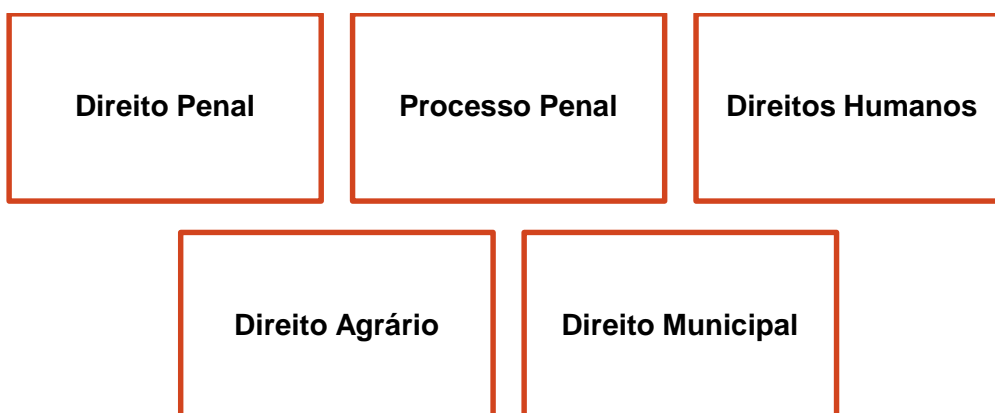 Direito Penal
Processo Penal
Direitos Humanos
Direito Agrário
Direito Municipal